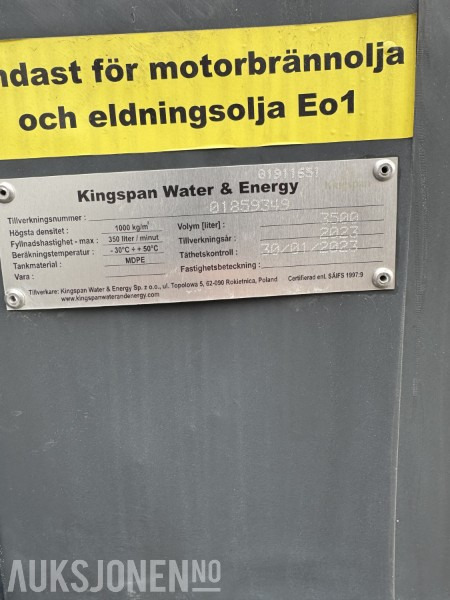 ndast för motorbrännolja
och eldningsolja Eo1
01911651
Kingspan Water & Energy
Tillverkningsnummer : 01859349
Högsta densitet : 1000 kg/m³
Fyllnadshastighet - max : 350 liter / minut
Beräkningstemperatur : - 30°C ÷ + 50°C
Tankmaterial : MDPE
Vara :
Volym [liter] : 3500
Tillverkningsår : 2023
Täthetskontroll : 30/01/2023
Fastighetsbeteckning :
Tillverkare: Kingspan Water & Energy Sp. z o.o., ul. Topolowa 5, 62-090 Rokietnica, Poland
Certifierad enl. SÄIFS 1997:9
www.kingspanwaterandenergy.com
AUKSJONEN.NO